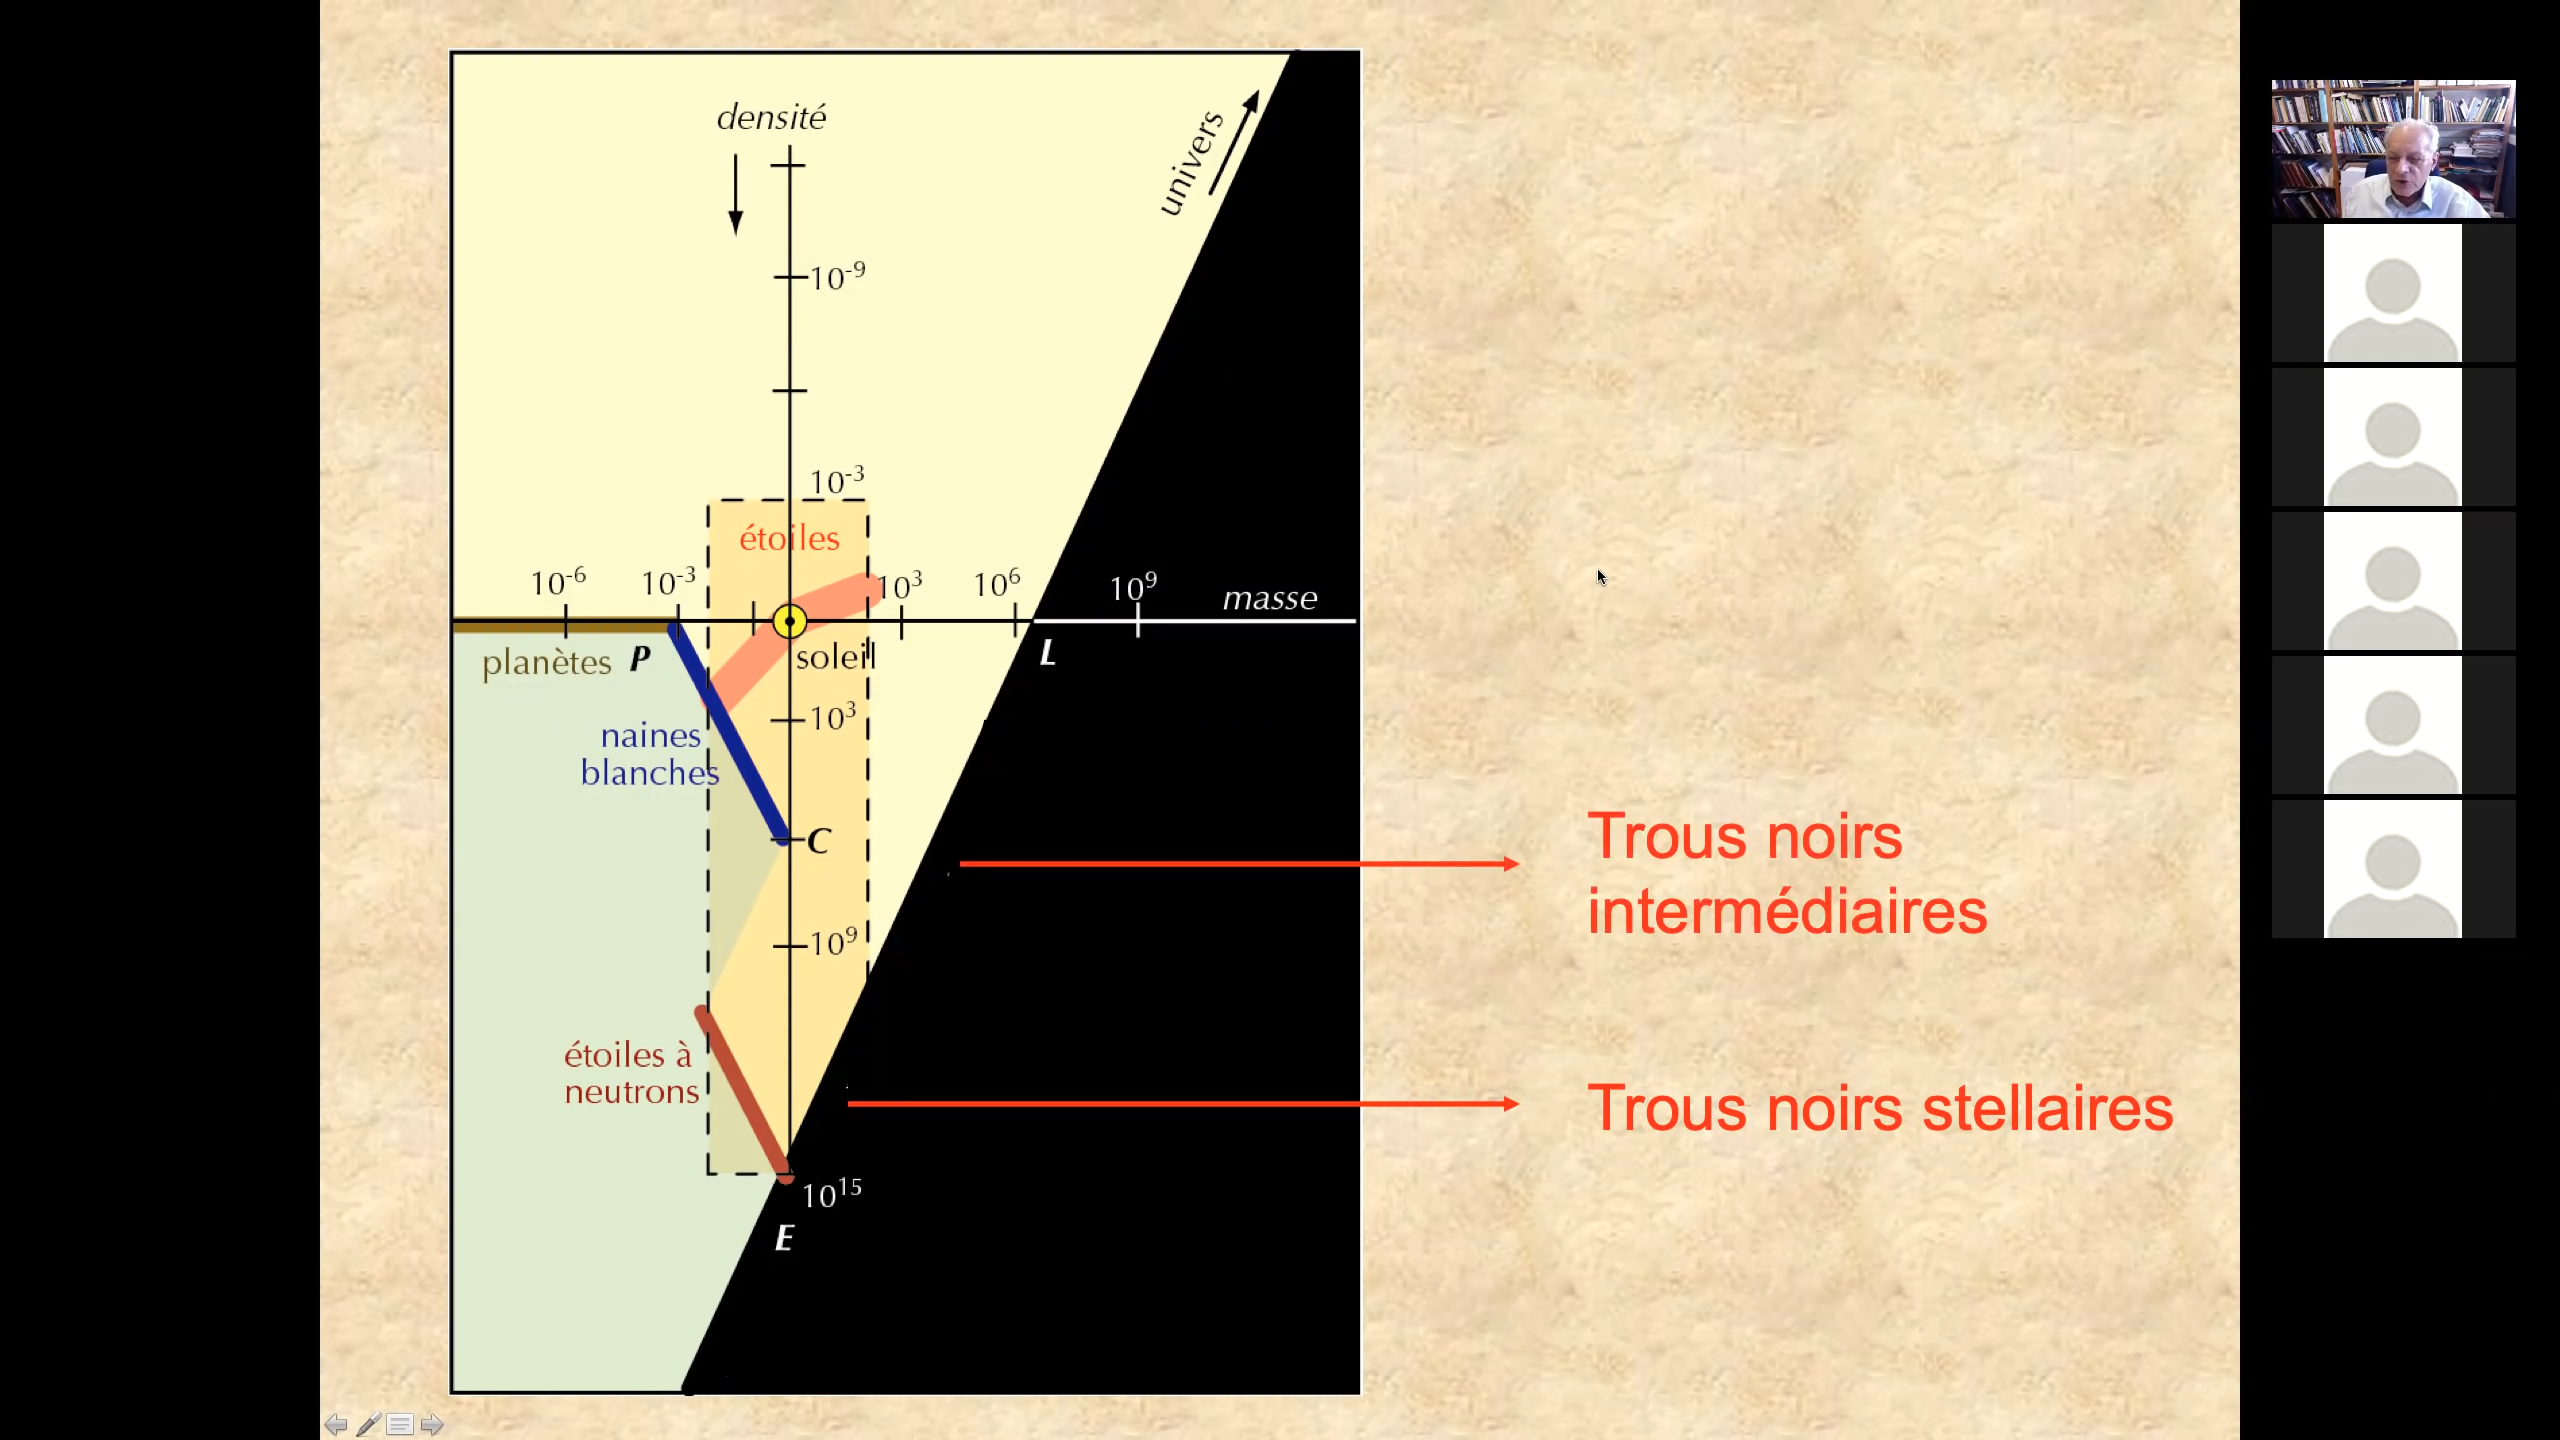 densité
univers
10⁻⁹
10⁻³
étoiles
10⁻⁶
10⁻³
10³
10⁶
10⁹
masse
planètes
P
soleil
L
naines
blanches
10³
C
10⁹
étoiles à
neutrons
10¹⁵
E
Trous noirs
intermédiaires
Trous noirs stellaires